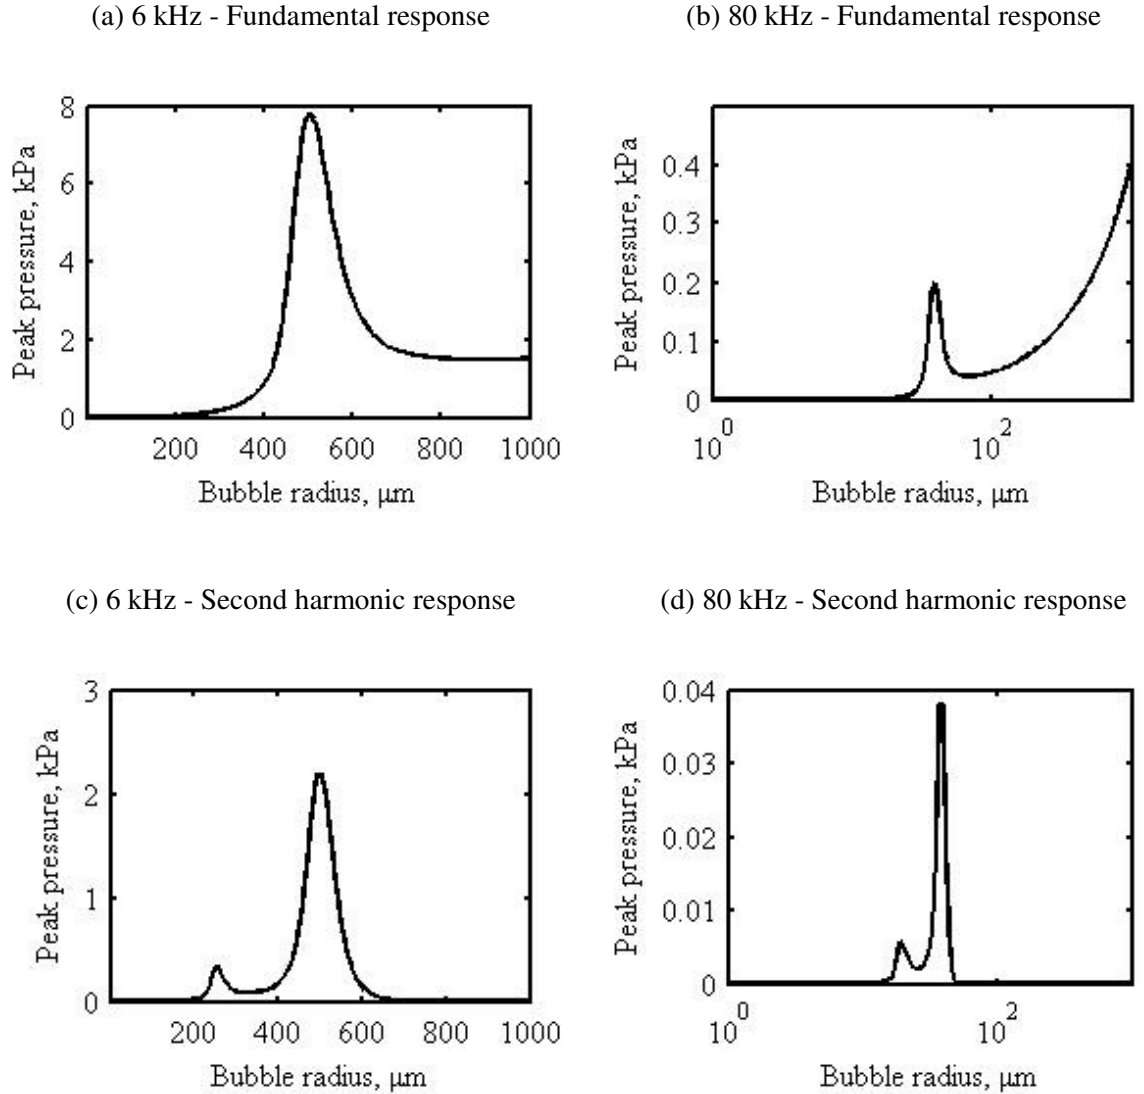 (a) 6 kHz - Fundamental response
8
6
4
2
0
Peak pressure, kPa
200 400 600 800 1000
Bubble radius, μm
(b) 80 kHz - Fundamental response
0.4
0.3
0.2
0.1
0
Peak pressure, kPa
10^0 10^2
Bubble radius, μm
(c) 6 kHz - Second harmonic response
3
2
1
0
Peak pressure, kPa
200 400 600 800 1000
Bubble radius, μm
(d) 80 kHz - Second harmonic response
0.04
0.03
0.02
0.01
0
Peak pressure, kPa
10^0 10^2
Bubble radius, μm